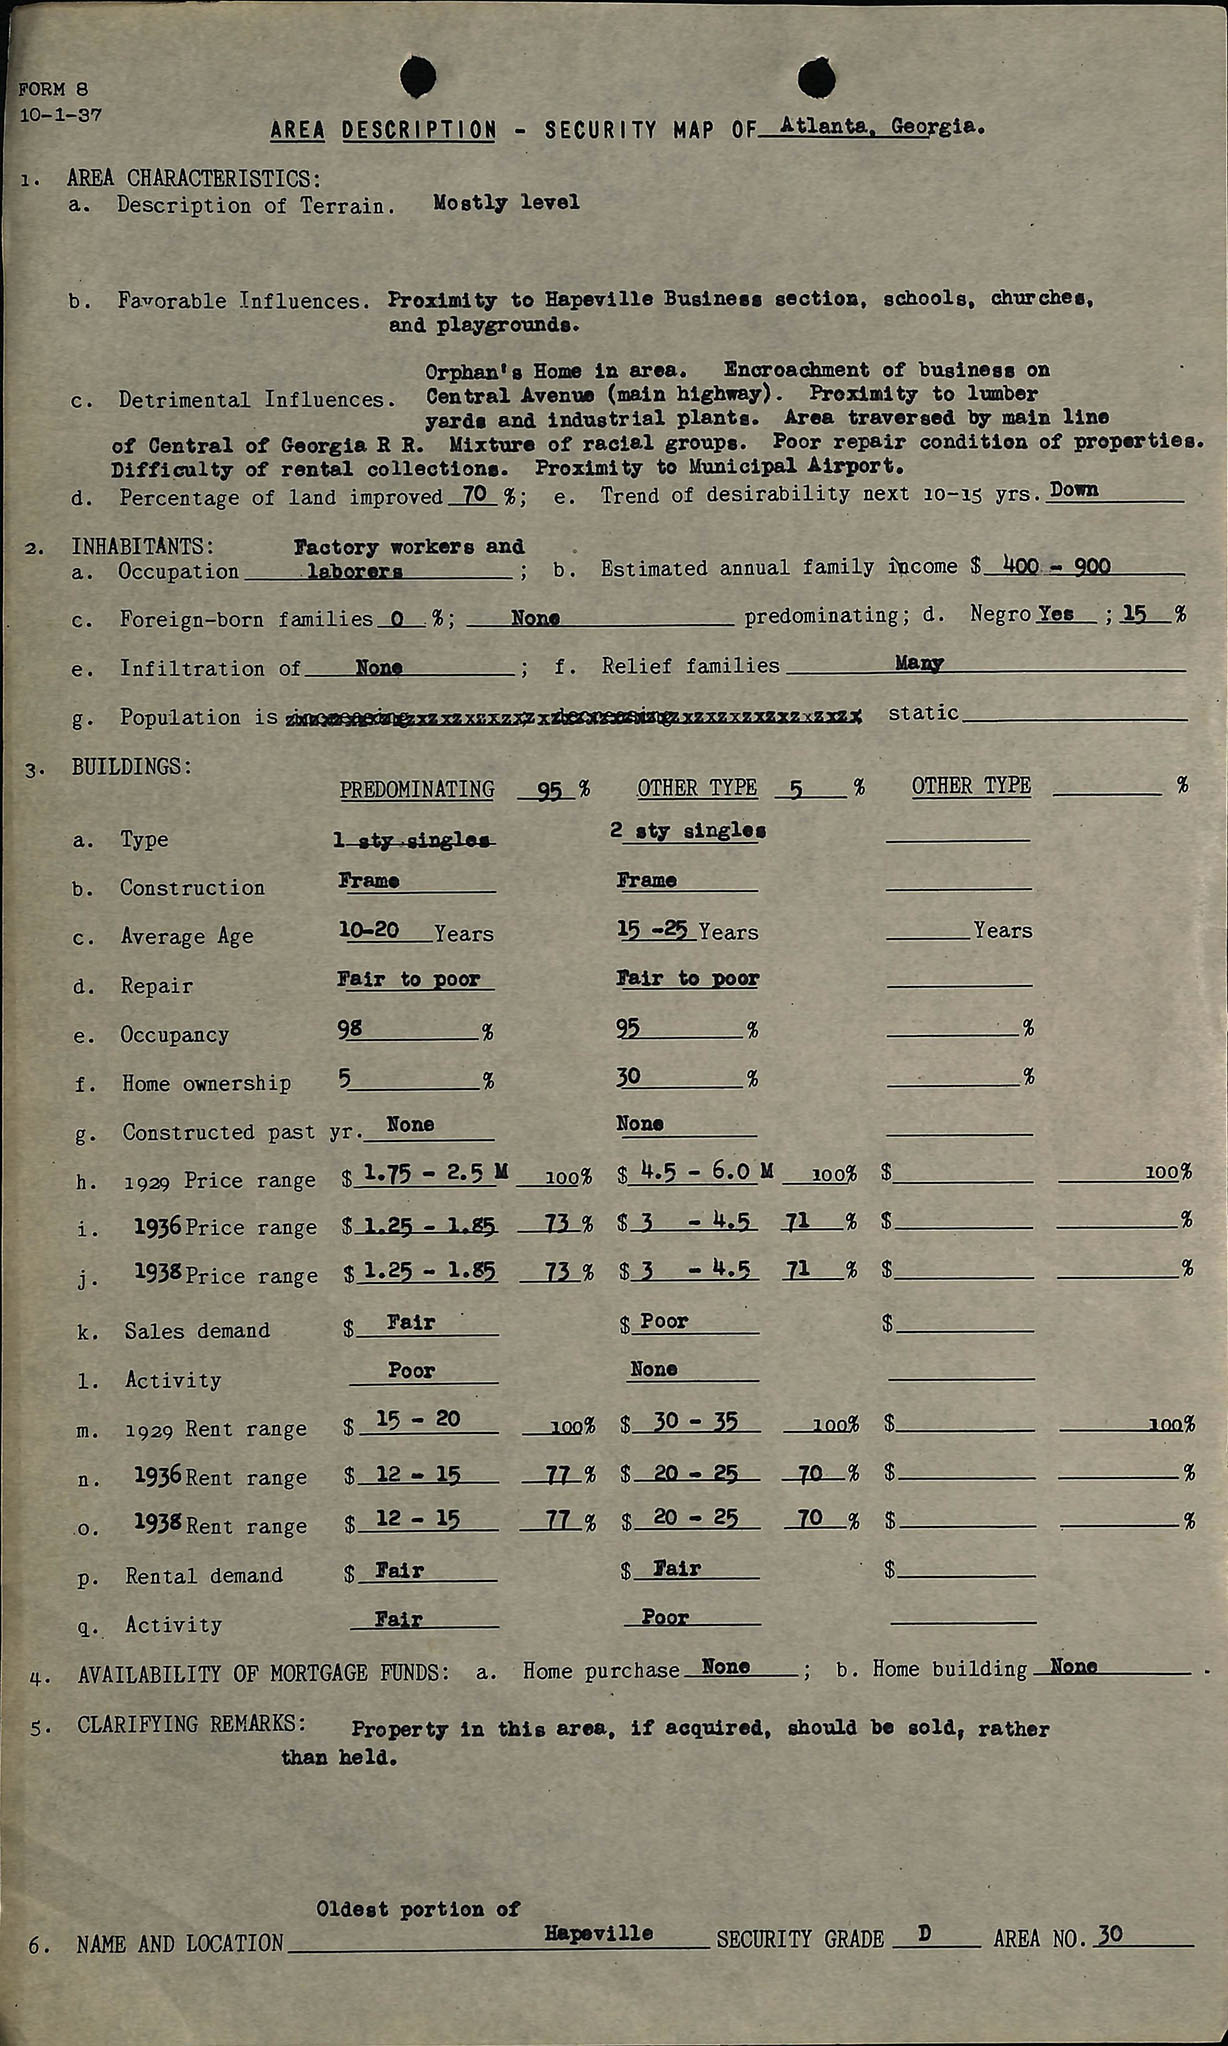 FORM 8
10-1-37
AREA DESCRIPTION - SECURITY MAP OF Atlanta, Georgia.
1. AREA CHARACTERISTICS:
a. Description of Terrain. Mostly level
b. Favorable Influences. Proximity to Hapeville Business section, schools, churches,
and playgrounds.
Orphan's Home in area. Encroachment of business on
c. Detrimental Influences. Central Avenue (main highway). Proximity to lumber
yards and industrial plants. Area traversed by main line
of Central of Georgia R R. Mixture of racial groups. Poor repair condition of properties.
Difficulty of rental collections. Proximity to Municipal Airport.
d. Percentage of land improved 70 %; e. Trend of desirability next 10-15 yrs. Down
2. INHABITANTS: Factory workers and
a. Occupation laborers ; b. Estimated annual family income $ 400 - 900
c. Foreign-born families 0 %; None predominating; d. Negro Yes ; 15 %
e. Infiltration of None ; f. Relief families Many
g. Population is increasing decreasing static
3. BUILDINGS:
PREDOMINATING 95 % OTHER TYPE 5 % OTHER TYPE %
a. Type 1 sty singles 2 sty singles
b. Construction Frame Frame
c. Average Age 10-20 Years 15 -25 Years Years
d. Repair Fair to poor Fair to poor
e. Occupancy 98 % 95 % %
f. Home ownership 5 % 30 % %
g. Constructed past yr. None None
h. 1929 Price range $ 1.75 - 2.5 M 100% $ 4.5 - 6.0 M 100% $ 100%
i. 1936 Price range $ 1.25 - 1.85 73 % $ 3 - 4.5 71 % $ %
j. 1938 Price range $ 1.25 - 1.85 73 % $ 3 - 4.5 71 % $ %
k. Sales demand $ Fair $ Poor $
l. Activity Poor None
m. 1929 Rent range $ 15 - 20 100% $ 30 - 35 100% $ 100%
n. 1936 Rent range $ 12 - 15 77 % $ 20 - 25 70 % $ %
o. 1938 Rent range $ 12 - 15 77 % $ 20 - 25 70 % $ %
p. Rental demand $ Fair $ Fair $
q. Activity Fair Poor
4. AVAILABILITY OF MORTGAGE FUNDS: a. Home purchase None ; b. Home building None .
5. CLARIFYING REMARKS: Property in this area, if acquired, should be sold, rather
than held.
Oldest portion of
6. NAME AND LOCATION Hapeville SECURITY GRADE D AREA NO. 30